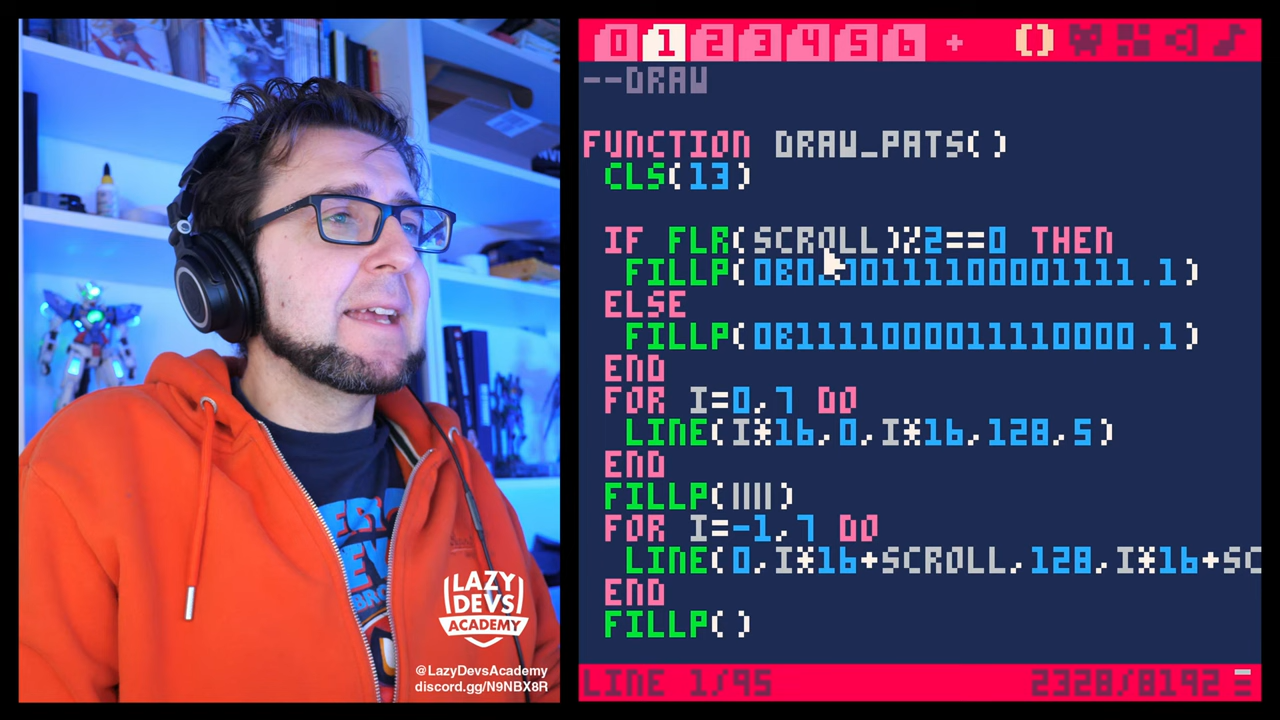 0 1 2 3 4 5 6 +
--DRAW
FUNCTION DRAW_PATS()
CLS(13)
IF FLR(SCROLL)%2==0 THEN
ELSE
FILLP(0B1111000011110000.1)
END
FOR I=0,7 DO
LINE(I*16,0,I*16,128,5)
END
FILLP(||||)
FOR I=-1,7 DO
LINE(0,I*16+SCROLL,128,I*16+SC
END
FILLP()
LINE 1/95
2328/8192
LAZY
DEVS
ACADEMY
@LazyDevsAcademy
discord.gg/N9NBX8R